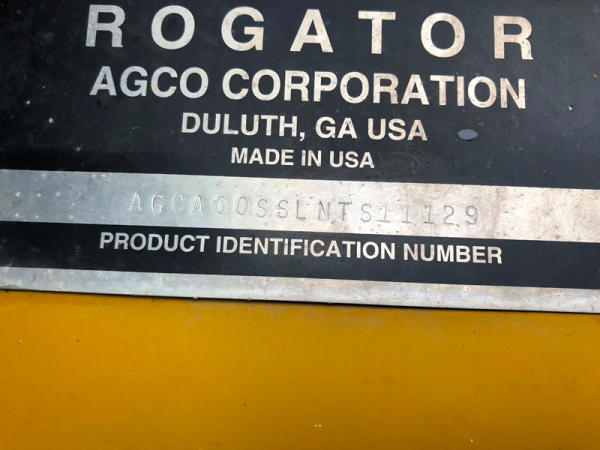 ROGATOR
AGCO CORPORATION
DULUTH, GA USA
MADE IN USA
AGCA00SSLNTS11129
PRODUCT IDENTIFICATION NUMBER